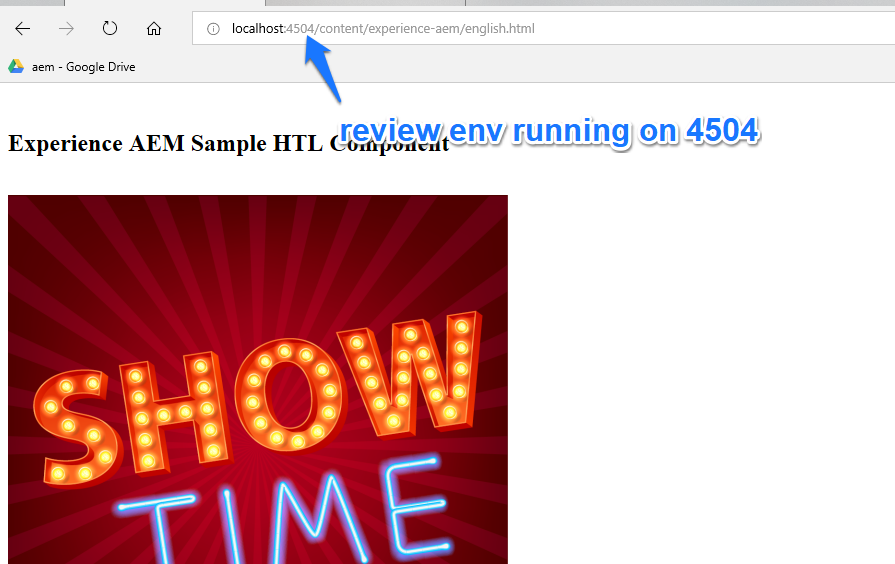 localhost:4504/content/experience-aem/english.html
aem - Google Drive
review env running on 4504
Experience AEM Sample HTL Component
SHOW
TIME